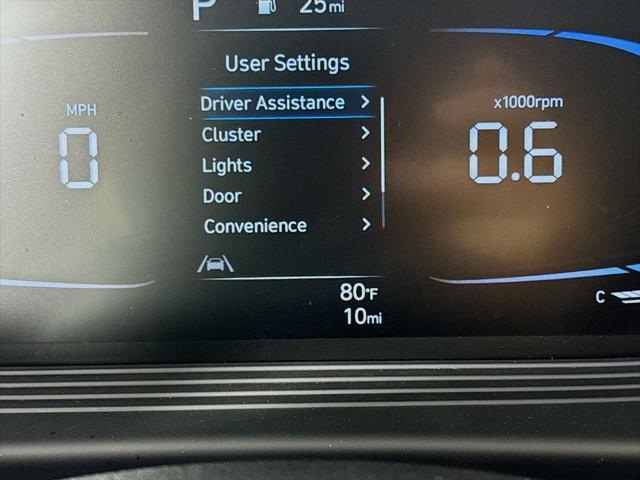 P 25mi
User Settings
Driver Assistance
Cluster
Lights
Door
Convenience
MPH
0
x1000rpm
0.6
80°F
10mi
C